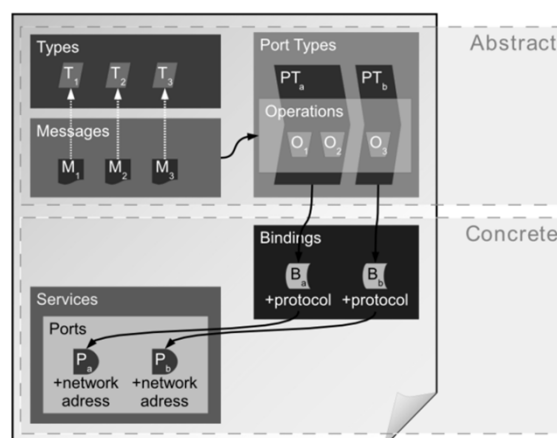 Abstract
Types
T1 T2 T3
Messages
M1 M2 M3
Port Types
PTa PTb
Operations
O1 O2 O3
Concrete
Bindings
Ba Bb
+protocol +protocol
Services
Ports
Pa Pb
+network +network
adress adress